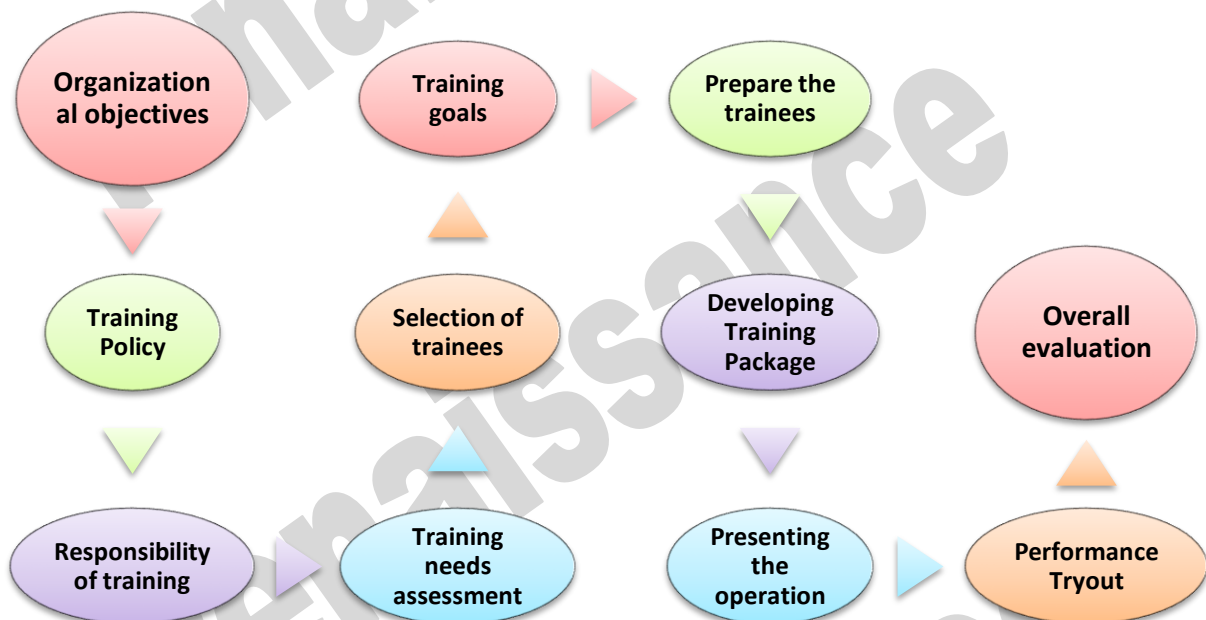 Organization
al objectives
Training
Policy
Responsibility
of training
Training
needs
assessment
Selection of
trainees
Training
goals
Prepare the
trainees
Developing
Training
Package
Presenting
the
operation
Performance
Tryout
Overall
evaluation
enaissance